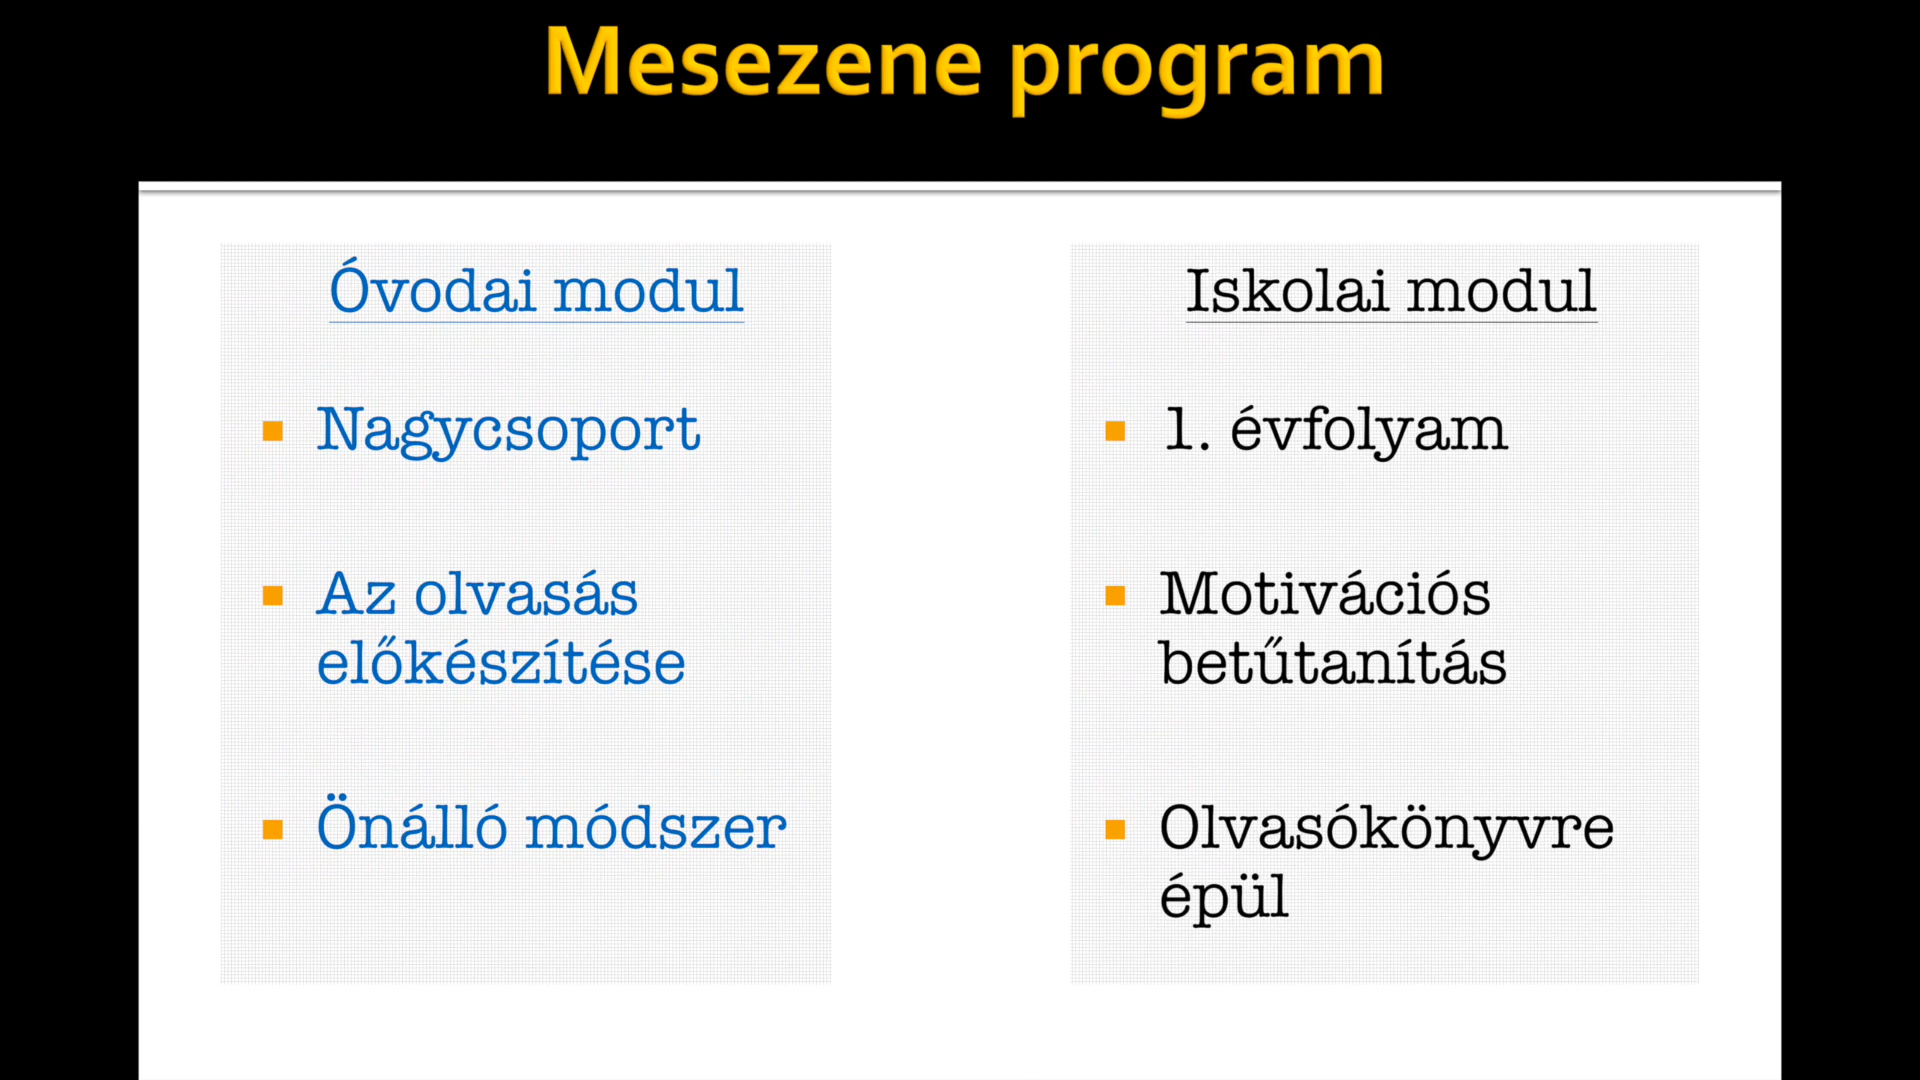 Mesezene program
Óvodai modul
Nagycsoport
Az olvasás
előkészítése
Önálló módszer
Iskolai modul
1. évfolyam
Motivációs
betűtanítás
Olvasókönyvre
épül